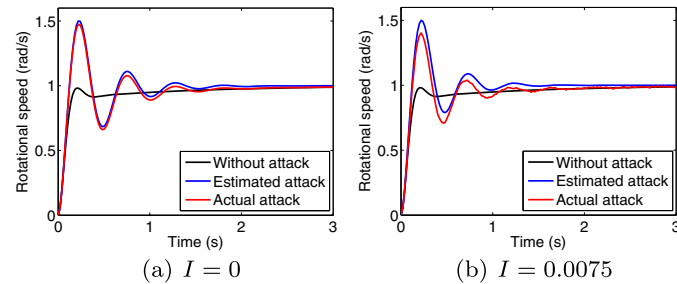 1.5
1
0.5
0
Rotational speed (rad/s)
Without attack
Estimated attack
Actual attack
0 1 2 3
Time (s)
(a) I = 0
1.5
1
0.5
0
Rotational speed (rad/s)
Without attack
Estimated attack
Actual attack
0 1 2 3
Time (s)
(b) I = 0.0075